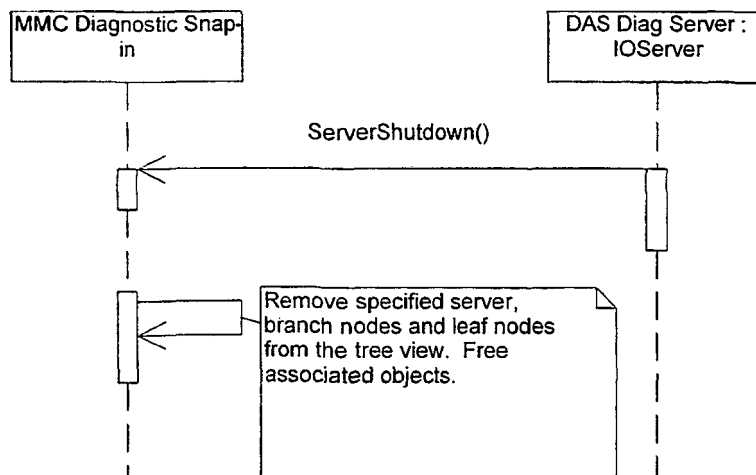 MMC Diagnostic Snap-
in
DAS Diag Server :
IOServer
ServerShutdown()
Remove specified server,
branch nodes and leaf nodes
from the tree view. Free
associated objects.